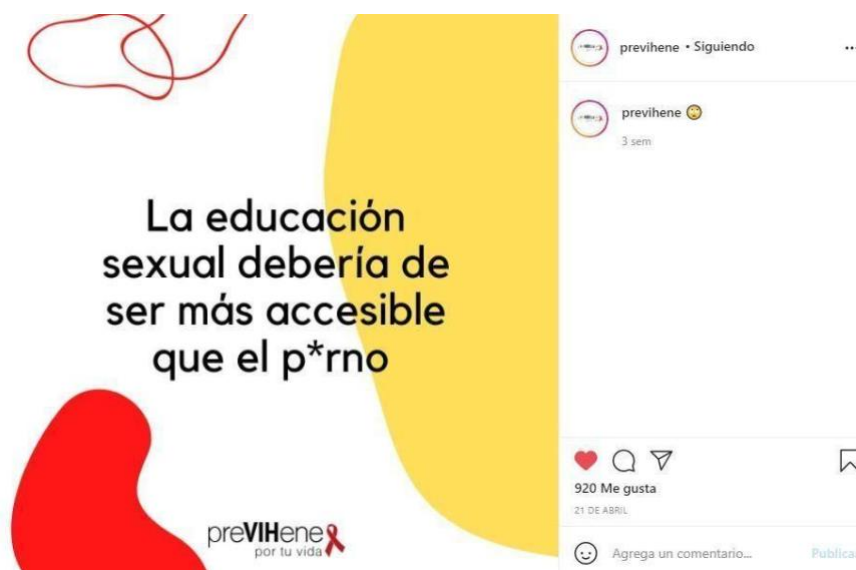 La educación
sexual debería de
ser más accesible
que el p*rno
preVIHene
por tu vida
previhene • Siguiendo
previhene
3 sem
920 Me gusta
21 DE ABRIL
Agrega un comentario...
Publica